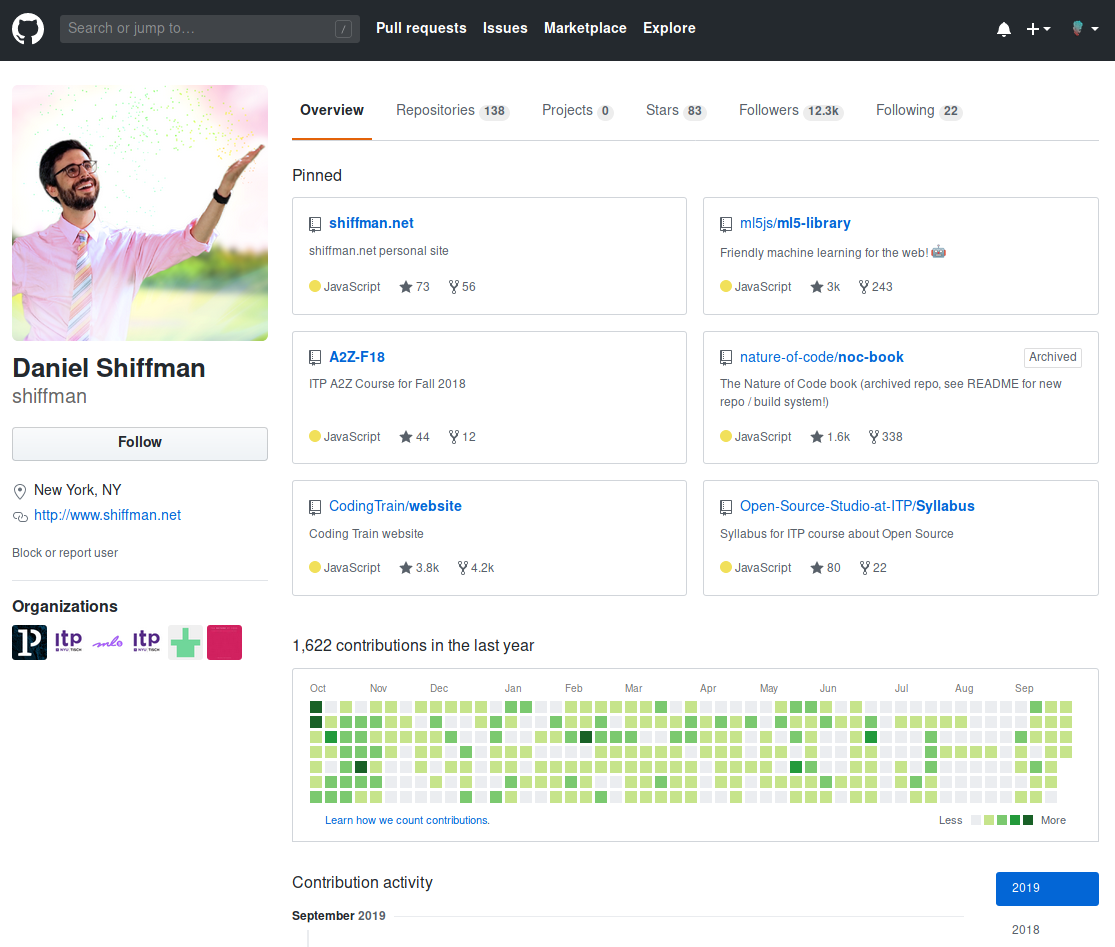 Search or jump to…
/
Pull requests
Issues
Marketplace
Explore
Overview
Repositories 138
Projects 0
Stars 83
Followers 12.3k
Following 22
Daniel Shiffman
shiffman
Follow
New York, NY
http://www.shiffman.net
Block or report user
Organizations
P
itp
NYU / TISCH
itp
NYU / TISCH
Pinned
shiffman.net
shiffman.net personal site
JavaScript 73 56
ml5js/ml5-library
Friendly machine learning for the web! 🤖
JavaScript 3k 243
A2Z-F18
ITP A2Z Course for Fall 2018
JavaScript 44 12
nature-of-code/noc-book
Archived
The Nature of Code book (archived repo, see README for new
repo / build system!)
JavaScript 1.6k 338
CodingTrain/website
Coding Train website
JavaScript 3.8k 4.2k
Open-Source-Studio-at-ITP/Syllabus
Syllabus for ITP course about Open Source
JavaScript 80 22
1,622 contributions in the last year
Oct Nov Dec Jan Feb Mar Apr May Jun Jul Aug Sep
Learn how we count contributions.
Less More
Contribution activity
2019
September 2019
2018